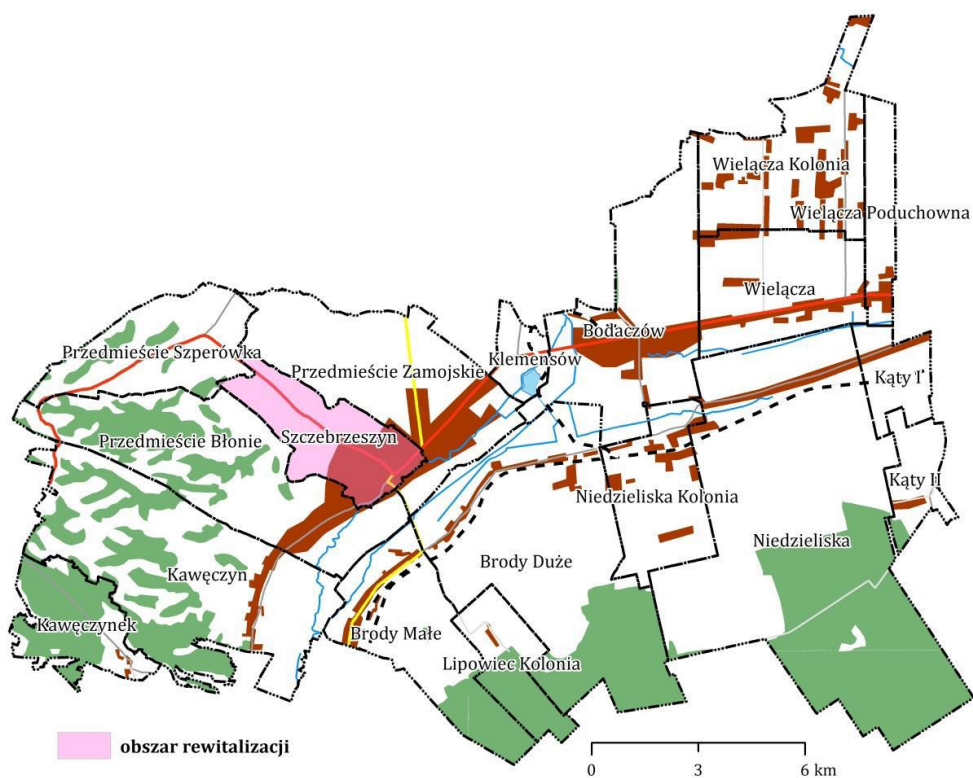 Wielącza Kolonia
Wielącza Poduchowna
Wielącza
Bodaczów
Klemensów
Przedmieście Szperówka
Przedmieście Zamojskie
Kąty I
Szczebrzeszyn
Przedmieście Błonie
Kąty II
Niedzieliska Kolonia
Niedzieliska
Brody Duże
Kawęczyn
Kawęczynek
Brody Małe
Lipowiec Kolonia
obszar rewitalizacji
0 3 6 km